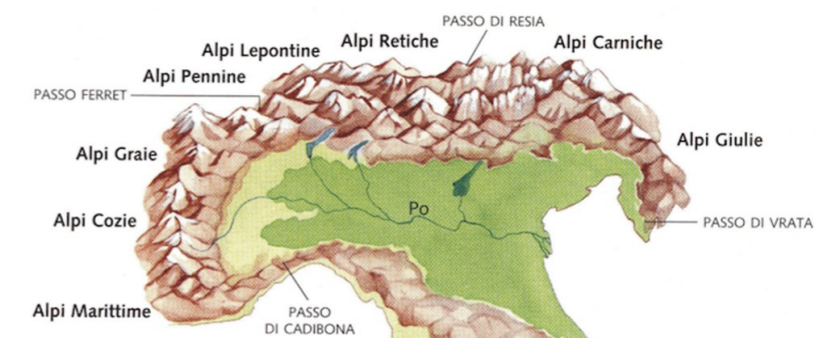 PASSO DI RESIA
Alpi Lepontine
Alpi Retiche
Alpi Carniche
Alpi Pennine
PASSO FERRET
Alpi Giulie
Alpi Graie
Po
Alpi Cozie
PASSO DI VRATA
Alpi Marittime
PASSO
DI CADIBONA